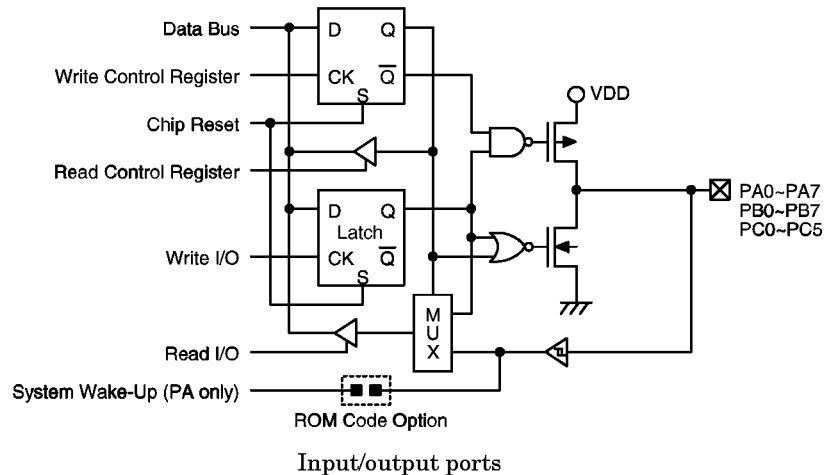 Data Bus
D Q
Write Control Register
CK Q
S
VDD
Chip Reset
Read Control Register
PA0~PA7
PB0~PB7
PC0~PC5
D Q
Latch
Write I/O
CK Q
S
M
U
X
Read I/O
System Wake-Up (PA only)
ROM Code Option
Input/output ports